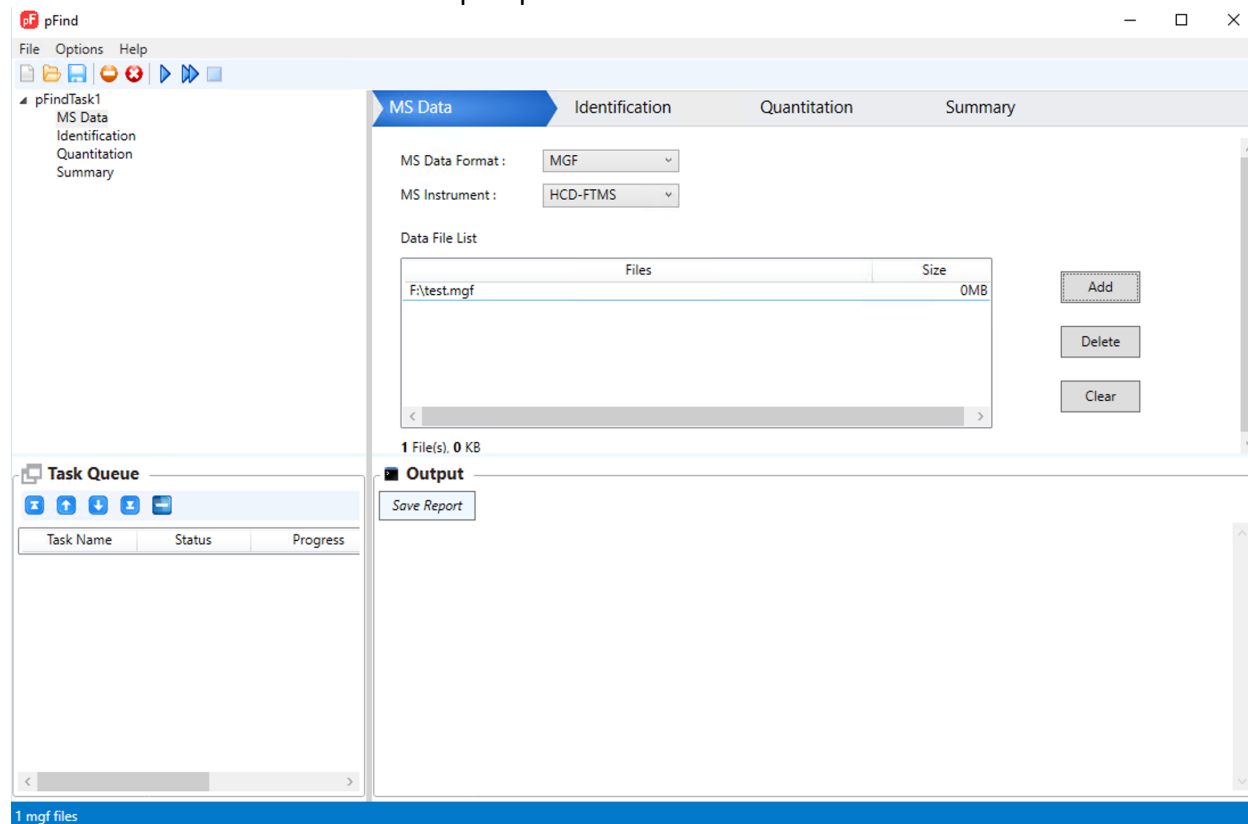 pF pFind
File Options Help
pFindTask1
MS Data
Identification
Quantitation
Summary
MS Data Identification Quantitation Summary
MS Data Format : MGF
MS Instrument : HCD-FTMS
Data File List
Files Size
F:\test.mgf 0MB
Add
Delete
Clear
1 File(s), 0 KB
Task Queue
Task Name Status Progress
Output
Save Report
1 mgf files